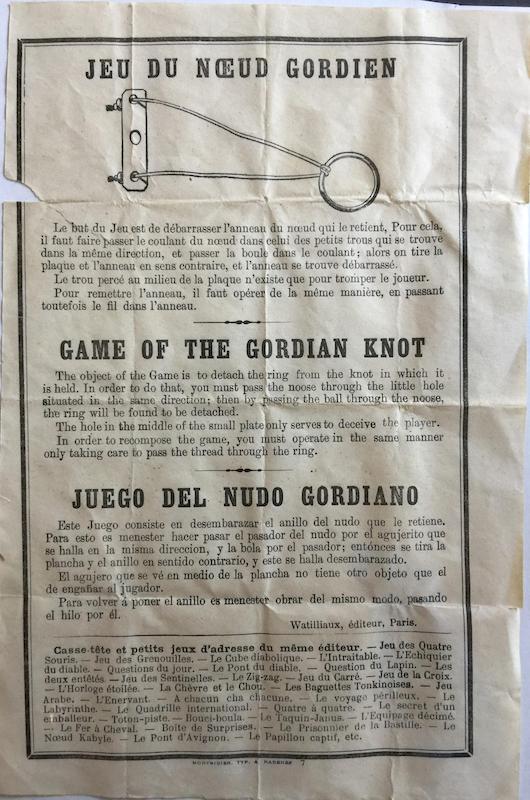 JEU DU NŒUD GORDIEN
Le but du Jeu est de débarrasser l'anneau du nœud qui le retient, Pour cela,
il faut faire passer le coulant du nœud dans celui des petits trous qui se trouve
dans la même direction, et passer la boule dans le coulant; alors on tire la
plaque et l'anneau en sens contraire, et l'anneau se trouve débarrassé.
Le trou percé au milieu de la plaque n'existe que pour tromper le joueur.
Pour remettre l'anneau, il faut opérer de la même manière, en passant
toutefois le fil dans l'anneau.
GAME OF THE GORDIAN KNOT
The object of the Game is to detach the ring from the knot in which it
is held. In order to do that, you must pass the noose through the little hole
situated in the same direction; then by passing the ball through the noose,
the ring will be found to be detached.
The hole in the middle of the small plate only serves to deceive the player.
In order to recompose the game, you must operate in the same manner
only taking care to pass the thread through the ring.
JUEGO DEL NUDO GORDIANO
Este Juego consiste en desembarazar el anillo del nudo que le retiene.
Para esto es menester hacer pasar el pasador del nudo por el agujerito que
se halla en la misma direccion, y la bola por el pasador; entónces se tira la
plancha y el anillo en sentido contrario, y este se halla desembarazado.
El agujero que se vé en medio de la plancha no tiene otro objeto que el
de engañar al jugador.
Para volver á poner el anillo es menester obrar del mismo modo, pasando
el hilo por él.
Watilliaux, éditeur, Paris.
Casse-tête et petits jeux d'adresse du même éditeur. — Jeu des Quatre
Souris. — Jeu des Grenouilles. — Le Cube diabolique. — L'Intraitable. — L'Echiquier
du diable. — Questions du jour. — Le Pont du diable. — Question du Lapin. — Les
deux entêtés. — Jeu des Sentinelles. — Le Zig-zag. — Jeu du Carré. — Jeu de la Croix.
— L'Horloge étoilée. — La Chèvre et le Chou. — Les Baguettes Tonkinoises. — Jeu
Arabe. — L'Enervant. — A chacun cha chacune. — Le voyage périlleux. — Le
Labyrinthe. — Le Quadrille international. — Quatre à quatre. — Le secret d'un
emballeur. — Toton-piste. — Bouci-boula. — Le Taquin-Janus. — L'Equipage décimé.
— Le Fer à Cheval. — Boite de Surprises. — Le Prisonnier de la Bastille. — Le
Nœud Kabyle. — Le Pont d'Avignon. — Le Papillon captif, etc.
TYP. 7